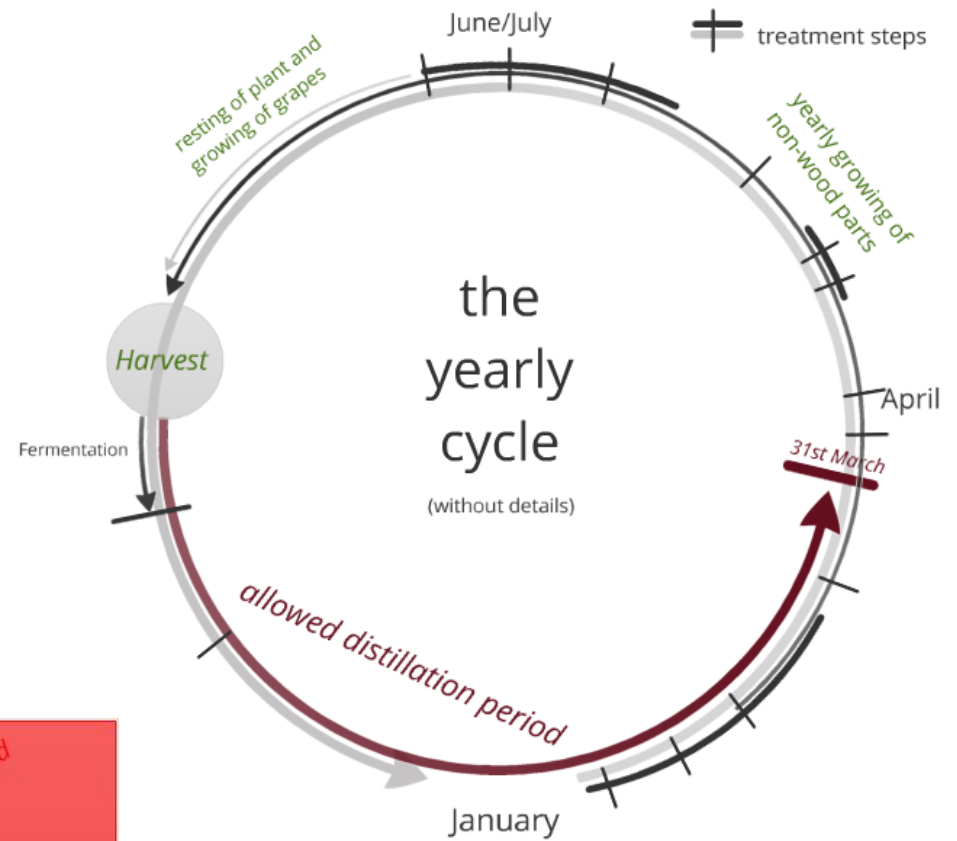 June/July
treatment steps
resting of plant and
growing of grapes
yearly growing of
non-wood parts
the
yearly
cycle
(without details)
Harvest
April
Fermentation
31st March
allowed distillation period
January